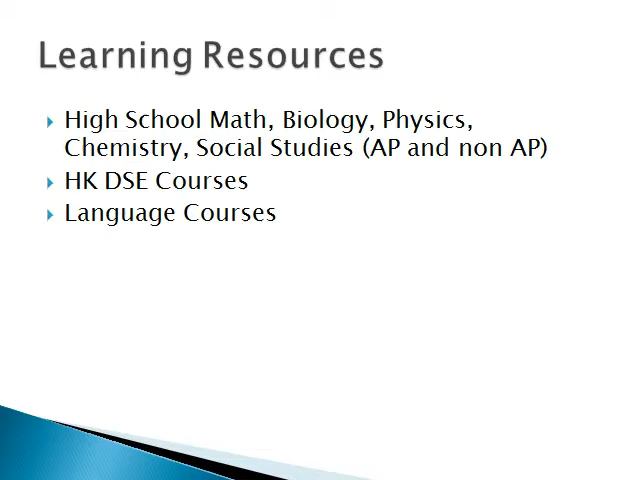 Learning Resources
High School Math, Biology, Physics,
Chemistry, Social Studies (AP and non AP)
HK DSE Courses
Language Courses